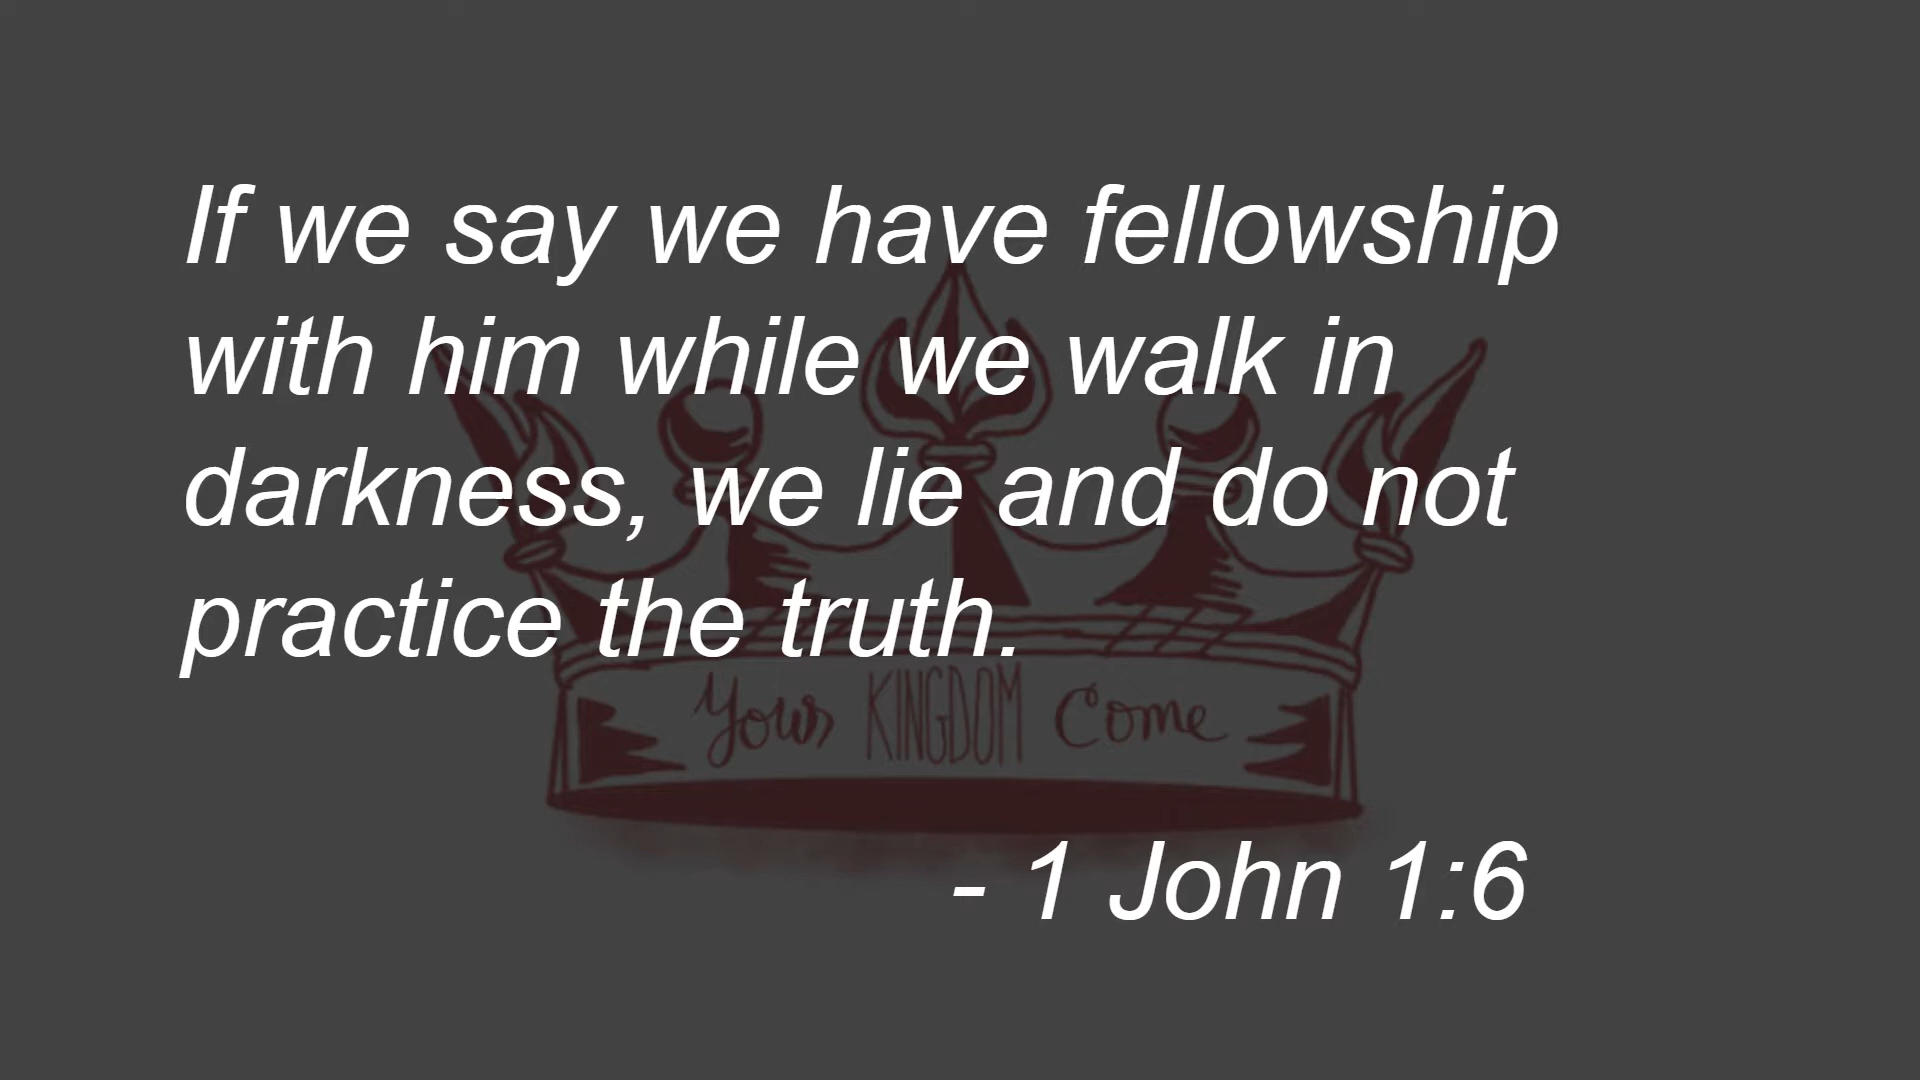 If we say we have fellowship
with him while we walk in
darkness, we lie and do not
practice the truth.
Your KINGDOM Come
- 1 John 1:6